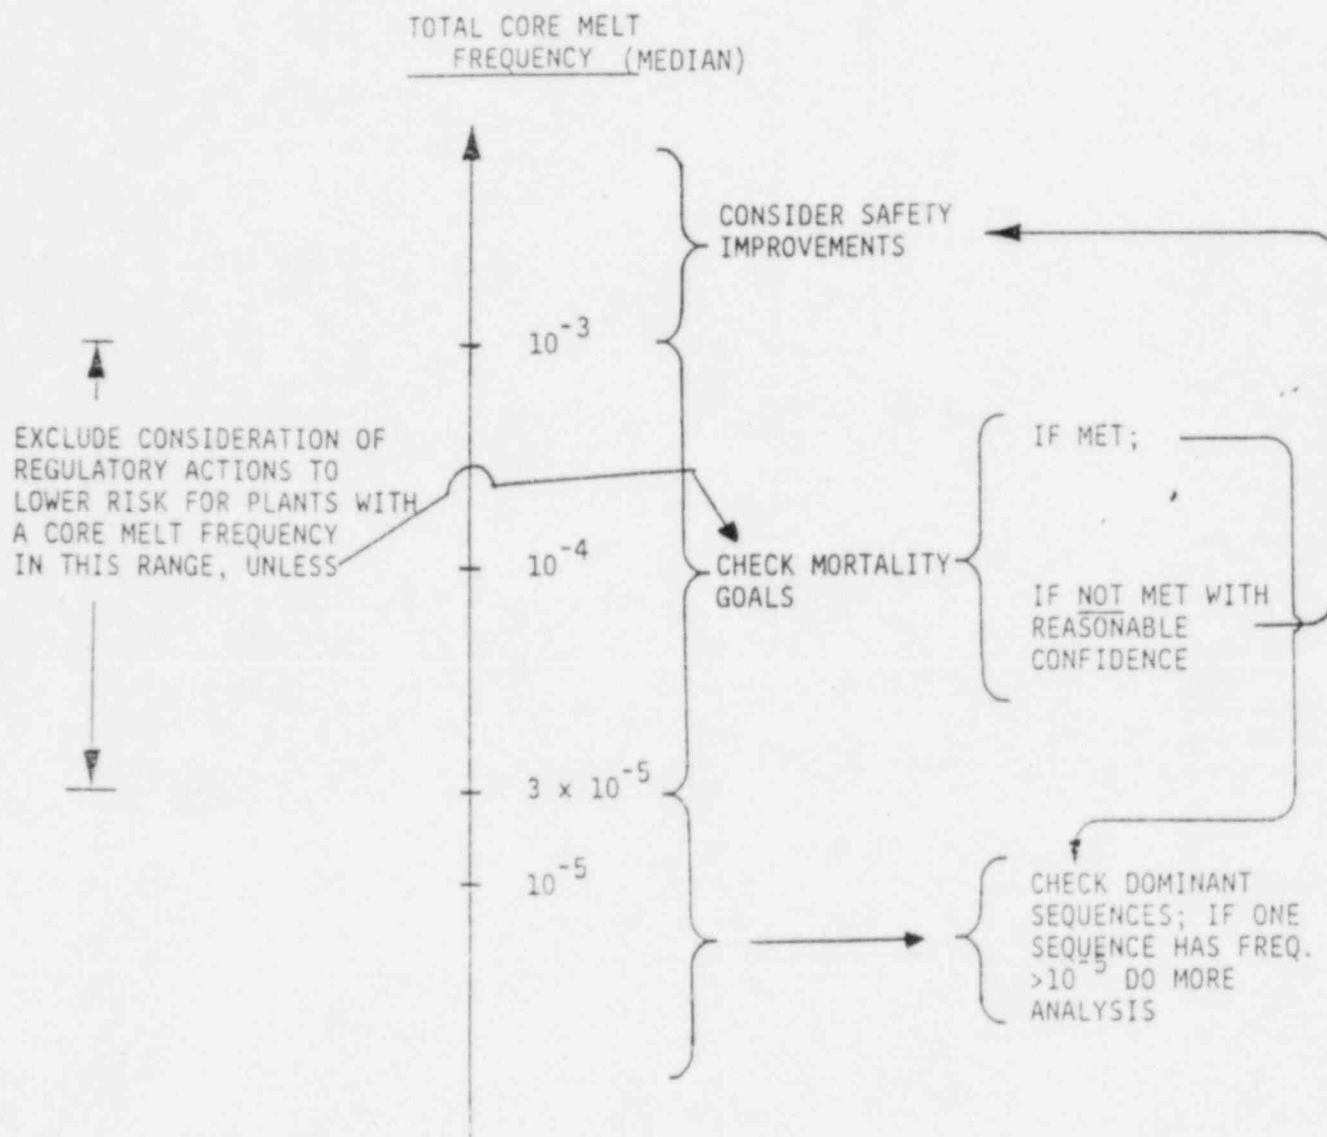 TOTAL CORE MELT
FREQUENCY (MEDIAN)
CONSIDER SAFETY
IMPROVEMENTS
10⁻³
EXCLUDE CONSIDERATION OF
REGULATORY ACTIONS TO
LOWER RISK FOR PLANTS WITH
A CORE MELT FREQUENCY
IN THIS RANGE, UNLESS
10⁻⁴
CHECK MORTALITY
GOALS
IF MET;
IF NOT MET WITH
REASONABLE
CONFIDENCE
3 x 10⁻⁵
10⁻⁵
CHECK DOMINANT
SEQUENCES; IF ONE
SEQUENCE HAS FREQ.
>10⁻⁵ DO MORE
ANALYSIS